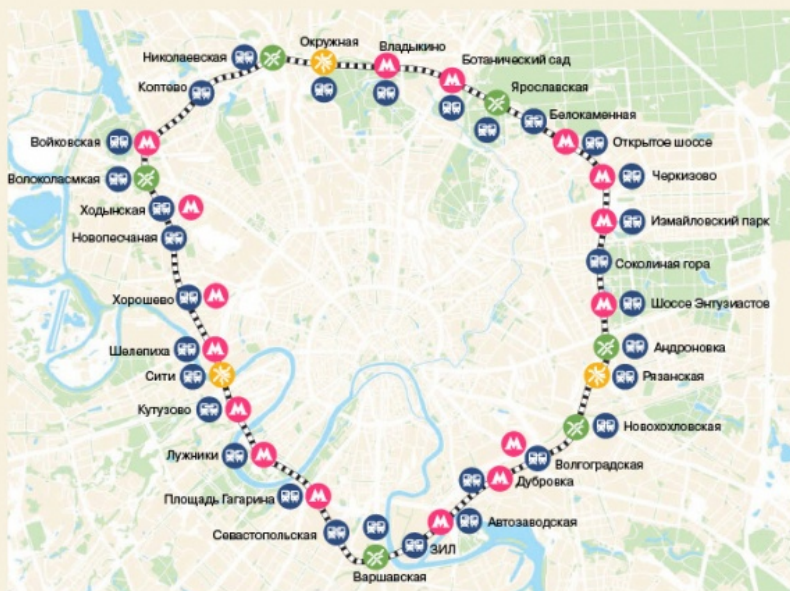 Николаевская
Окружная
Владыкино
Ботанический сад
Коптево
Ярославская
Белокаменная
Войковская
Открытое шоссе
Волоколасмкая
Черкизово
Ходынская
Измайловский парк
Новопесчаная
Соколиная гора
Хорошево
Шоссе Энтузиастов
Шелепиха
Андроновка
Сити
Рязанская
Кутузово
Новохохловская
Лужники
Волгоградская
Дубровка
Площадь Гагарина
Автозаводская
Севастопольская
ЗИЛ
Варшавская